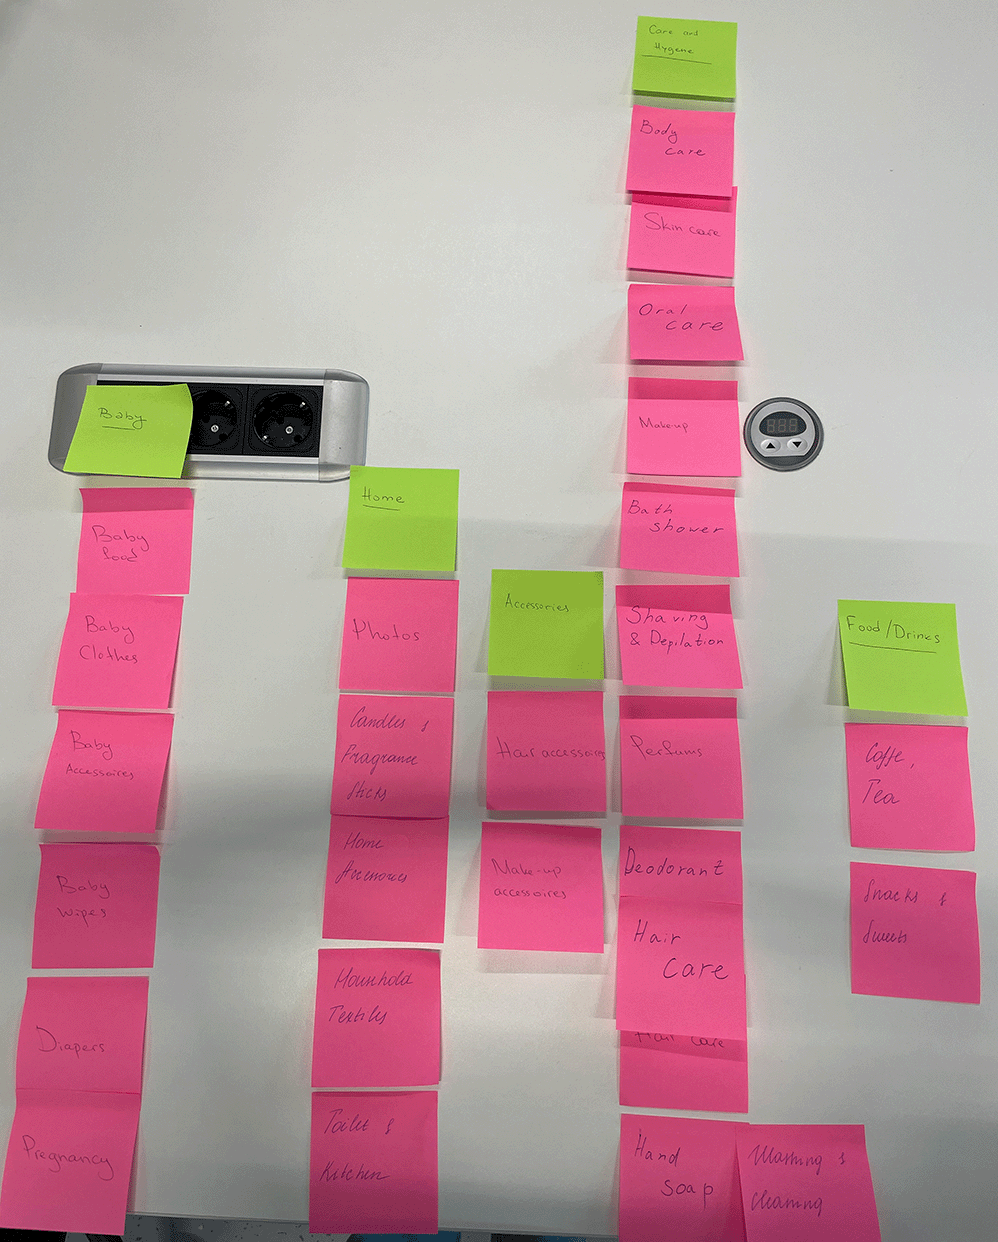 Care and
Hygene
Body
care
Skin care
Oral
care
Make-up
Bath
shower
Shaving
& Depilation
Perfums
Deodorant
Hair
Care
Hair care
Hand
soap
Washing &
cleaning
Baby
Baby
food
Baby
Clothes
Baby
Accessoires
Baby
wipes
Diapers
Pregnancy
Home
Photos
Candles &
Fragrance
Sticks
Home
Accessoires
Houshold
Textiles
Toilet &
Kitchen
Accessories
Hair accessoires
Make-up
accessoires
Food/Drinks
Coffe,
Tea
Snacks &
Sweets
888